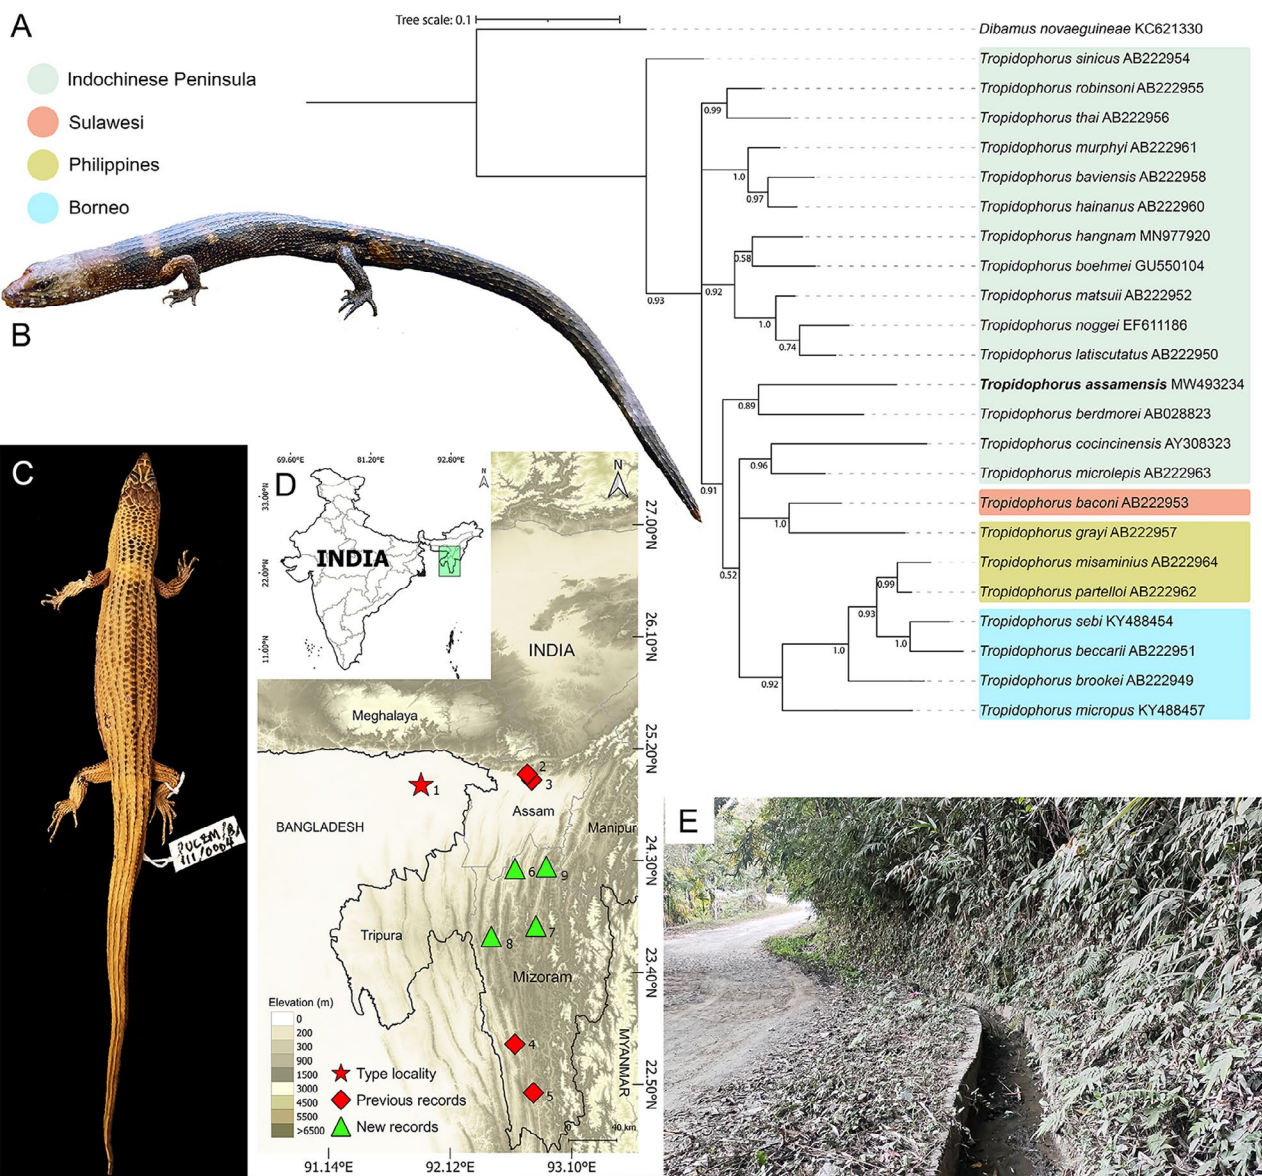 A
Tree scale: 0.1
Indochinese Peninsula
Sulawesi
Philippines
Borneo
Dibamus novaeguineae KC621330
Tropidophorus sinicus AB222954
Tropidophorus robinsoni AB222955
Tropidophorus thai AB222956
Tropidophorus murphyi AB222961
Tropidophorus baviensis AB222958
Tropidophorus hainanus AB222960
Tropidophorus hangnam MN977920
Tropidophorus boehmei GU550104
Tropidophorus matsuii AB222952
Tropidophorus noggei EF611186
Tropidophorus latiscutatus AB222950
Tropidophorus assamensis MW493234
Tropidophorus berdmorei AB028823
Tropidophorus cocincinensis AY308323
Tropidophorus microlepis AB222963
Tropidophorus baconi AB222953
Tropidophorus grayi AB222957
Tropidophorus misaminius AB222964
Tropidophorus partelloi AB222962
Tropidophorus sebi KY488454
Tropidophorus beccarii AB222951
Tropidophorus brookei AB222949
Tropidophorus micropus KY488457
0.99
1.0
0.97
0.58
0.93
0.92
1.0
0.74
0.89
0.96
0.91
1.0
0.52
0.99
0.93
1.0
1.0
0.92
B
C
D
69.60°E
81.20°E
92.80°E
N
33.00°N
22.00°N
11.00°N
INDIA
N
27.00°N
26.10°N
25.20°N
24.30°N
23.40°N
22.50°N
INDIA
Meghalaya
1
2
3
Assam
BANGLADESH
Manipur
6
9
Tripura
8
7
Mizoram
4
5
MYANMAR
Elevation (m)
0
200
300
900
1500
3000
4500
5500
>6500
Type locality
Previous records
New records
40 km
91.14°E
92.12°E
93.10°E
E